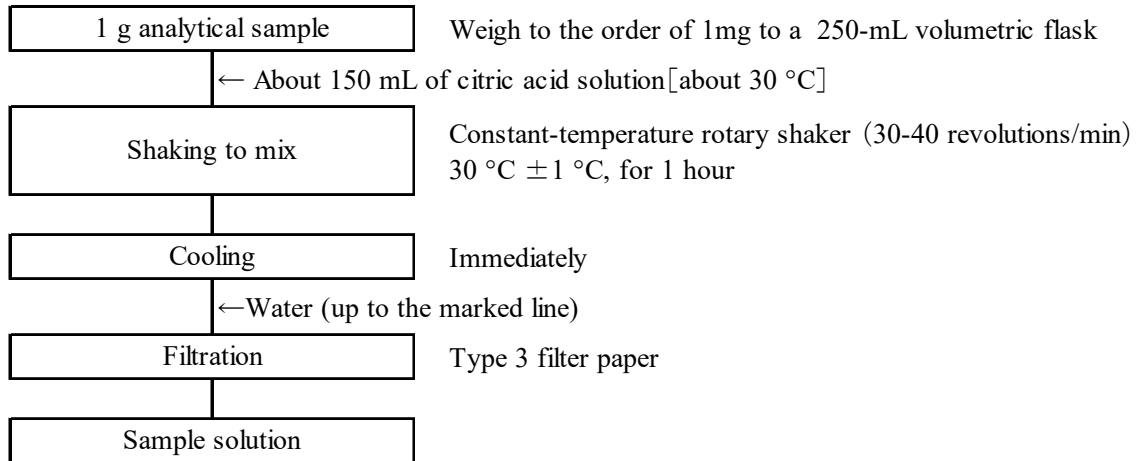 1 g analytical sample
Weigh to the order of 1mg to a 250-mL volumetric flask
← About 150 mL of citric acid solution[about 30 °C]
Shaking to mix
Constant-temperature rotary shaker (30-40 revolutions/min)
30 °C ±1 °C, for 1 hour
Cooling
Immediately
←Water (up to the marked line)
Filtration
Type 3 filter paper
Sample solution